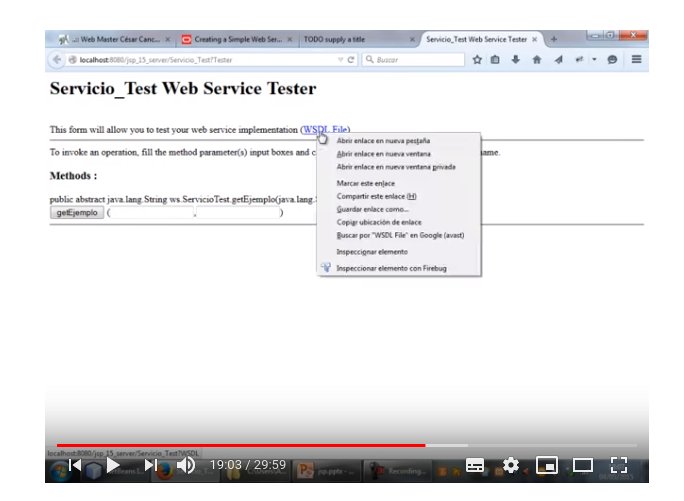 ..: Web Master César Canc... × Creating a Simple Web Ser... × TODO supply a title × Servicio_Test Web Service Tester × +
localhost:8080/jsp_15_server/Servicio_Test?Tester
Buscar
Servicio_Test Web Service Tester
This form will allow you to test your web service implementation (WSDL File)
To invoke an operation, fill the method parameter(s) input boxes and c
name.
Methods :
public abstract java.lang.String ws.ServicioTest.getEjemplo(java.lang.
getEjemplo ( , )
Abrir enlace en nueva pestaña
Abrir enlace en nueva ventana
Abrir enlace en nueva ventana privada
Marcar este enlace
Compartir este enlace (H)
Guardar enlace como...
Copiar ubicación de enlace
Buscar por "WSDL File" en Google (avast)
Inspeccionar elemento
Inspeccionar elemento con Firebug
localhost:8080/jsp_15_server/Servicio_Test?WSDL
19:03 / 29:59
jsp.pptx - ...
Recording...